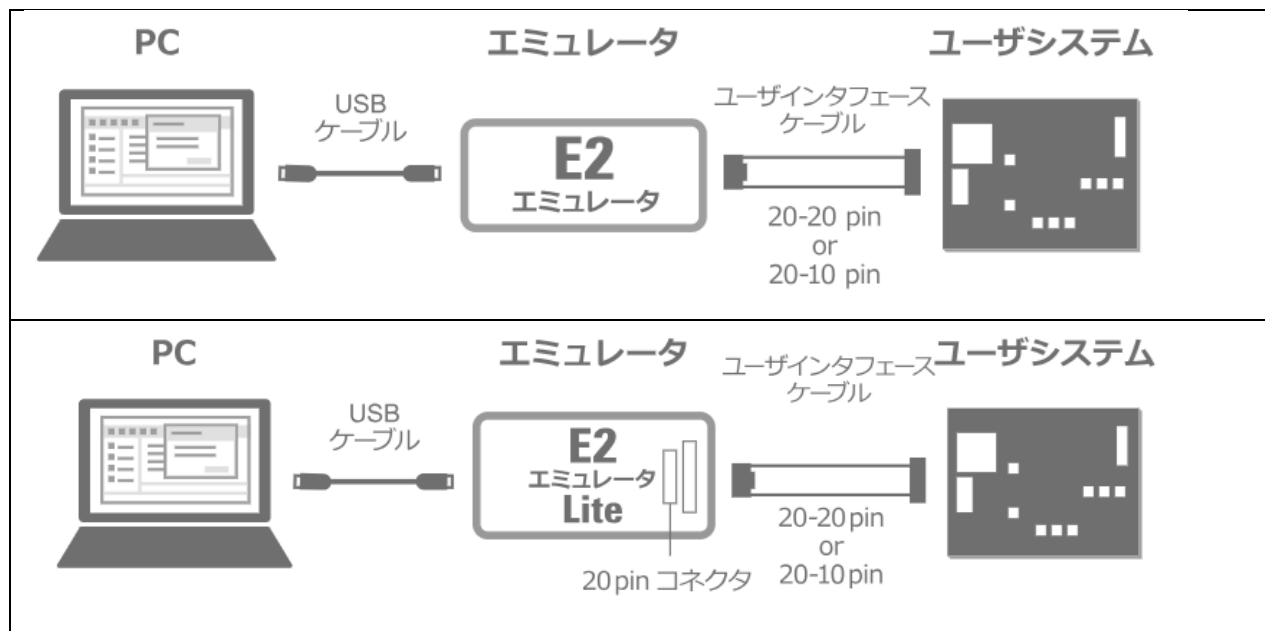 PC
エミュレータ
ユーザシステム
USB
ケーブル
E2
エミュレータ
ユーザインタフェース
ケーブル
20-20 pin
or
20-10 pin
PC
エミュレータ
ユーザシステム
USB
ケーブル
E2
エミュレータ
Lite
20pin コネクタ
ユーザインタフェース
ケーブル
20-20pin
or
20-10pin